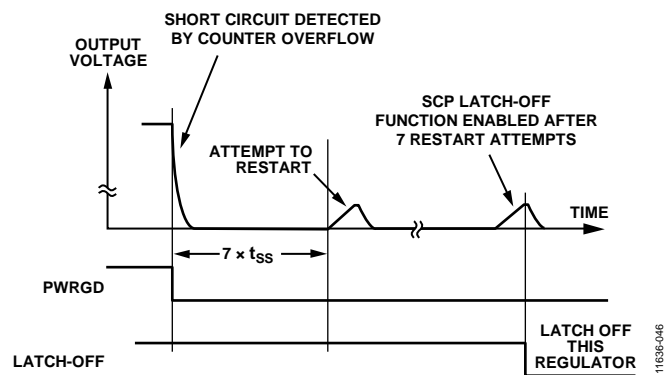 SHORT CIRCUIT DETECTED
BY COUNTER OVERFLOW
OUTPUT
VOLTAGE
SCP LATCH-OFF
FUNCTION ENABLED AFTER
7 RESTART ATTEMPTS
ATTEMPT TO
RESTART
TIME
7 × tSS
PWRGD
LATCH-OFF
LATCH OFF
THIS
REGULATOR
11636-046